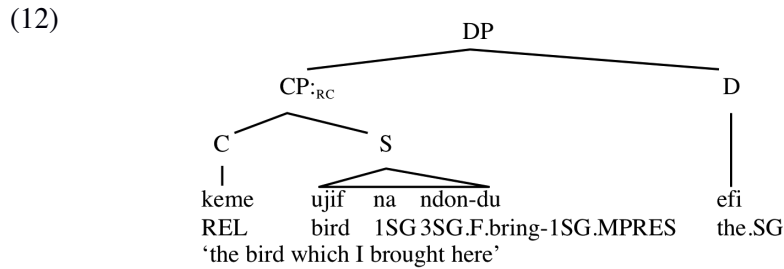 (12)
DP
CP:RC D
C S
keme ujif na ndon-du efi
REL bird 1SG 3SG.F.bring-1SG.MPRES the.SG
‘the bird which I brought here’